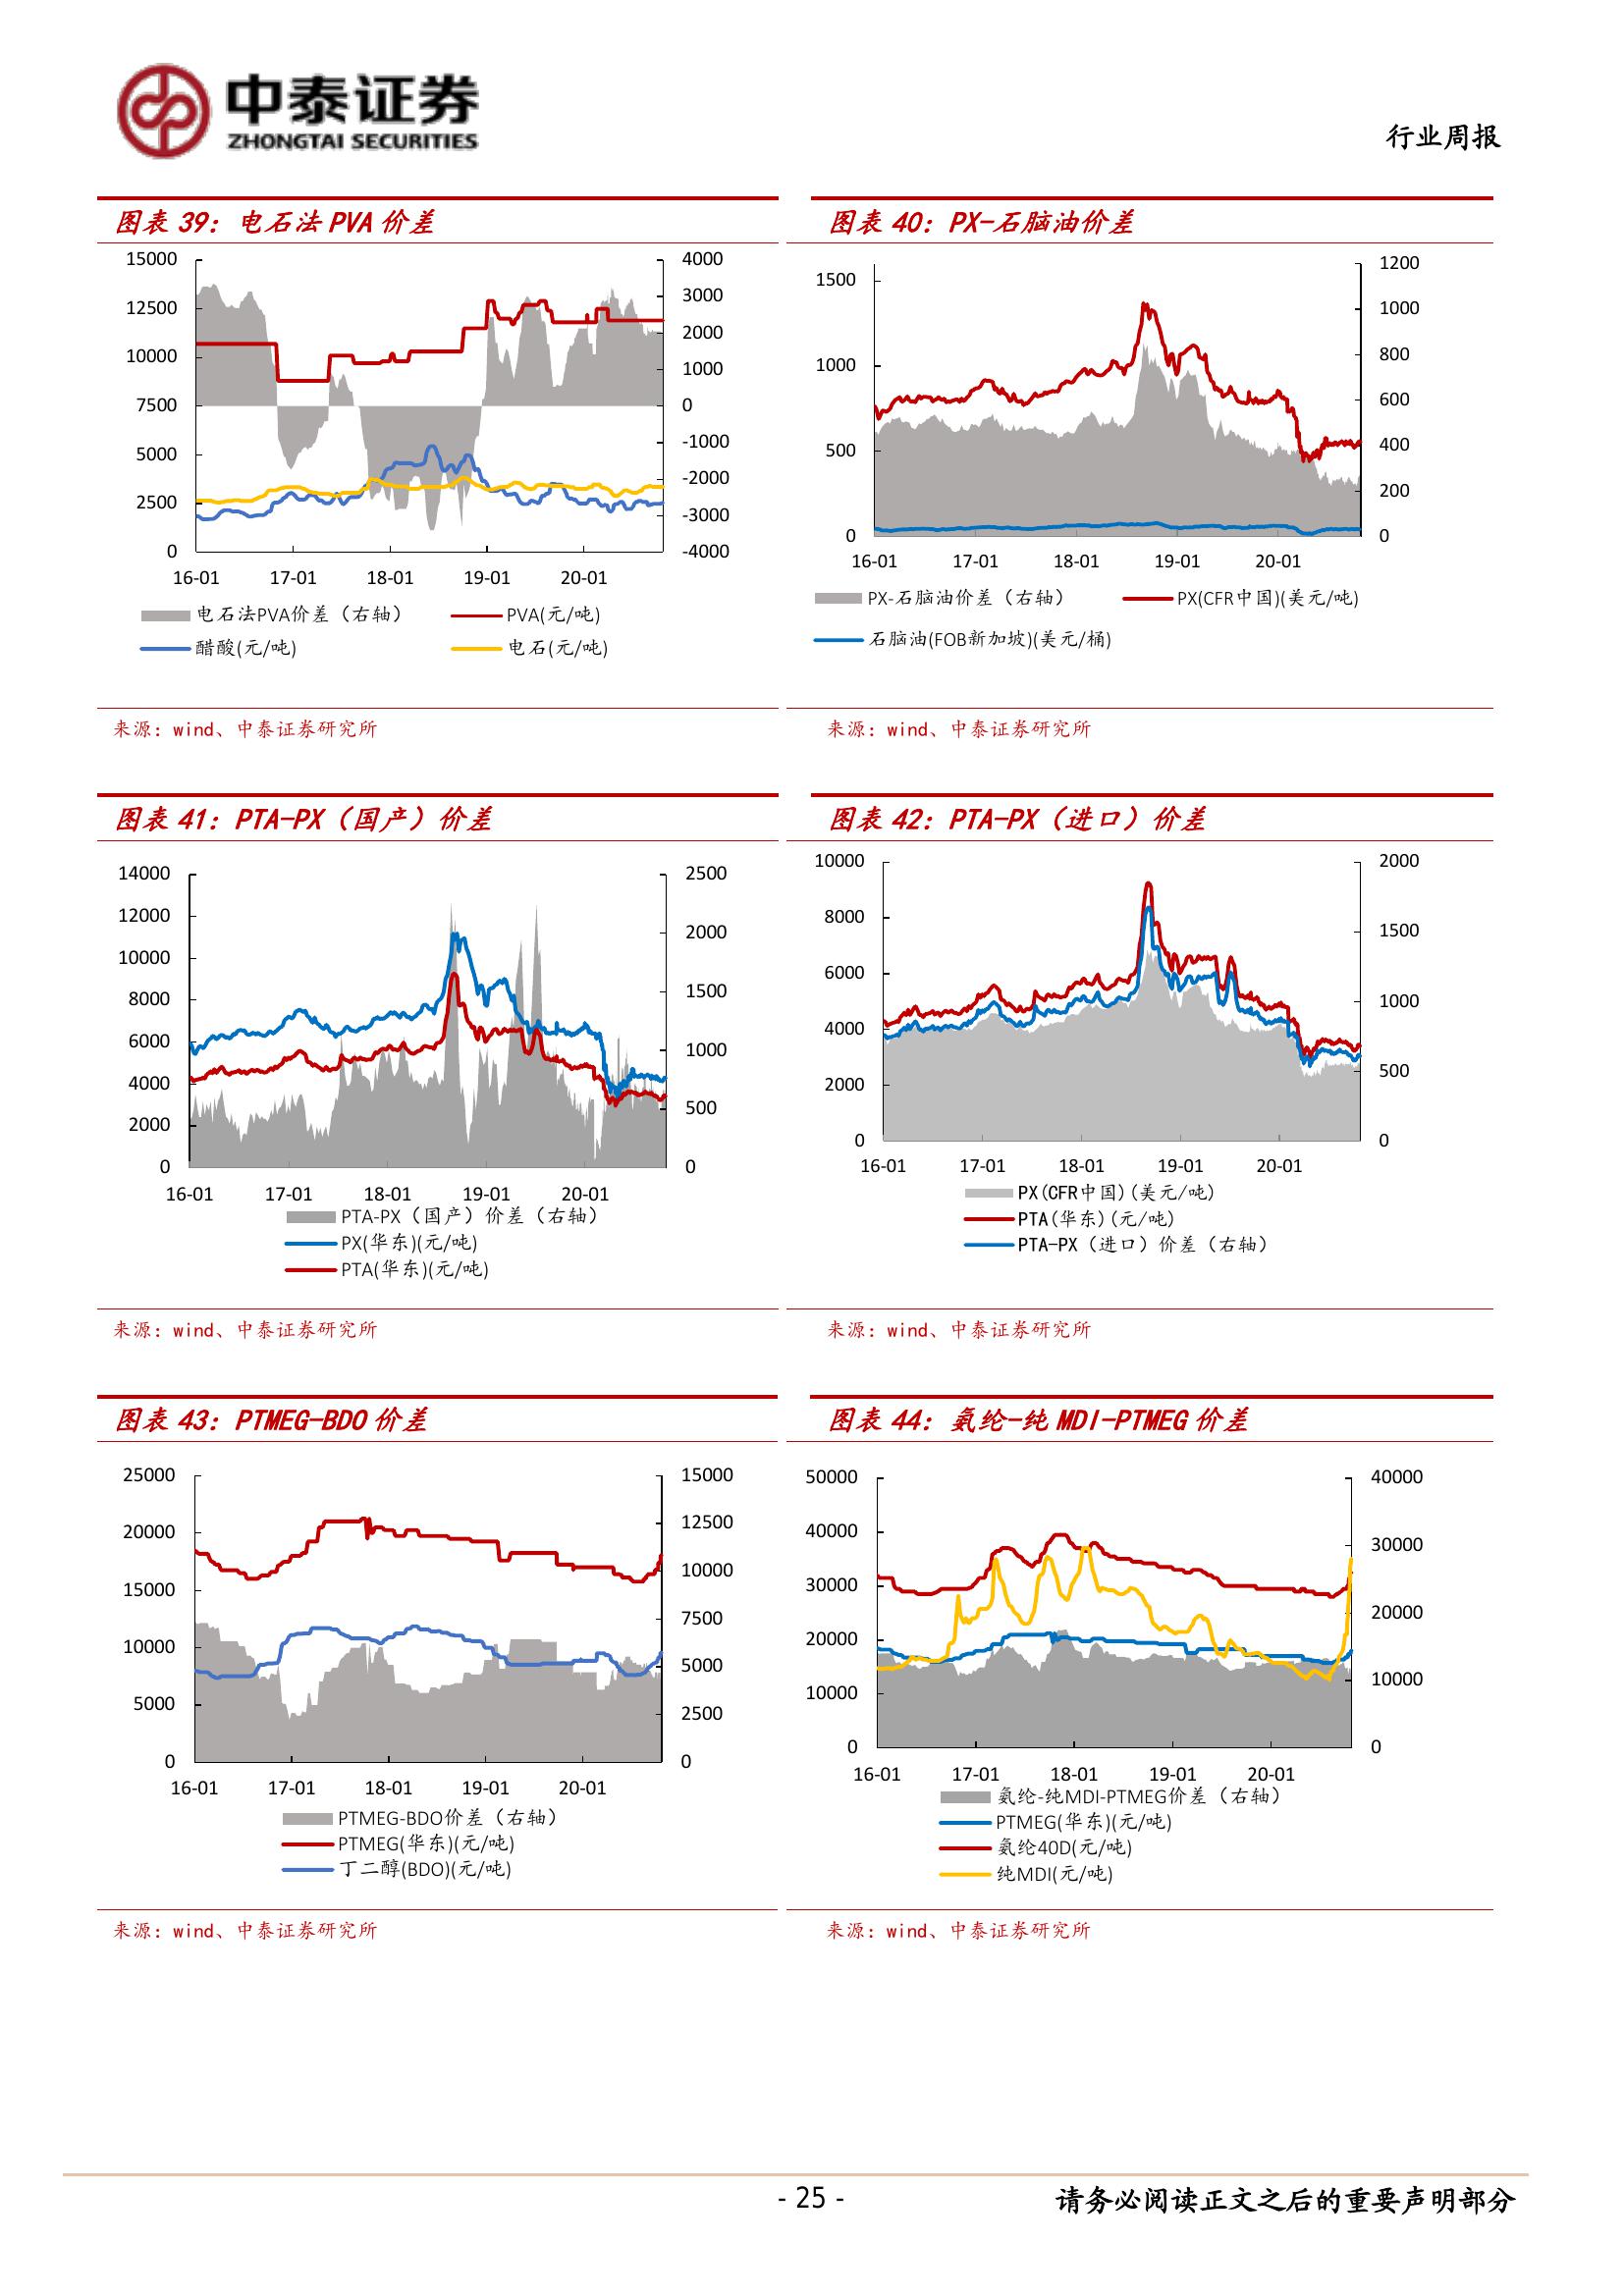 中泰证券
ZHONGTAI SECURITIES
行业周报
图表 39：电石法 PVA 价差
15000
12500
10000
7500
5000
2500
0
4000
3000
2000
1000
0
-1000
-2000
-3000
-4000
16-01 17-01 18-01 19-01 20-01
电石法PVA价差（右轴） PVA(元/吨)
醋酸(元/吨) 电石(元/吨)
来源：wind、中泰证券研究所
图表 40：PX-石脑油价差
1500
1000
500
0
1200
1000
800
600
400
200
0
16-01 17-01 18-01 19-01 20-01
PX-石脑油价差（右轴） PX(CFR中国)(美元/吨)
石脑油(FOB新加坡)(美元/桶)
来源：wind、中泰证券研究所
图表 41：PTA-PX（国产）价差
14000
12000
10000
8000
6000
4000
2000
0
2500
2000
1500
1000
500
0
16-01 17-01 18-01 19-01 20-01
PTA-PX（国产）价差（右轴）
PX(华东)(元/吨)
PTA(华东)(元/吨)
来源：wind、中泰证券研究所
图表 42：PTA-PX（进口）价差
10000
8000
6000
4000
2000
0
2000
1500
1000
500
0
16-01 17-01 18-01 19-01 20-01
PX(CFR中国)(美元/吨)
PTA(华东)(元/吨)
PTA-PX（进口）价差（右轴）
来源：wind、中泰证券研究所
图表 43：PTMEG-BDO 价差
25000
20000
15000
10000
5000
0
15000
12500
10000
7500
5000
2500
0
16-01 17-01 18-01 19-01 20-01
PTMEG-BDO价差（右轴）
PTMEG(华东)(元/吨)
丁二醇(BDO)(元/吨)
来源：wind、中泰证券研究所
图表 44：氨纶-纯 MDI-PTMEG 价差
50000
40000
30000
20000
10000
0
40000
30000
20000
10000
0
16-01 17-01 18-01 19-01 20-01
氨纶-纯MDI-PTMEG价差（右轴）
PTMEG(华东)(元/吨)
氨纶40D(元/吨)
纯MDI(元/吨)
来源：wind、中泰证券研究所
- 25 -
请务必阅读正文之后的重要声明部分